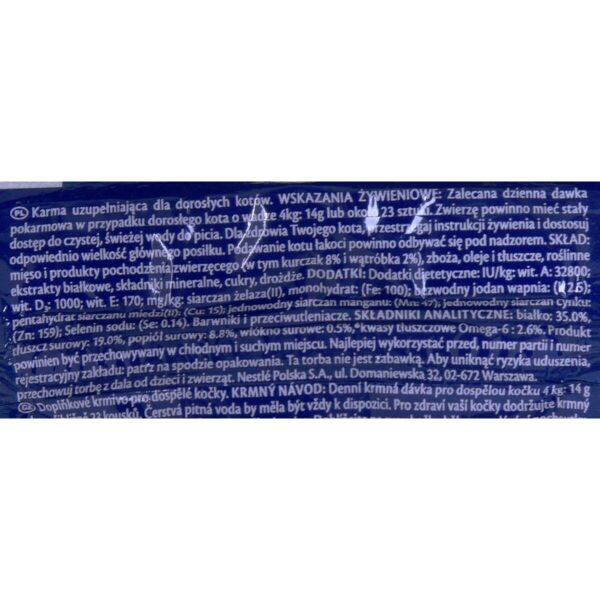 PL Karma uzupełniająca dla dorosłych kotów. WSKAZANIA ŻYWIENIOWE: Zalecana dzienna dawka
pokarmowa w przypadku dorosłego kota o wadze 4kg: 14g lub około 23 sztuki. Zwierzę powinno mieć stały
dostęp do czystej, świeżej wody do picia. Dla zdrowia Twojego kota, przestrzegaj instrukcji żywienia i dostosuj
odpowiednio wielkość głównego posiłku. Podawanie kotu łakoci powinno odbywać się pod nadzorem. SKŁAD:
mięso i produkty pochodzenia zwierzęcego (w tym kurczak 8% i wątróbka 2%), zboża, oleje i tłuszcze, roślinne
ekstrakty białkowe, składniki mineralne, cukry, drożdże. DODATKI: Dodatki dietetyczne: IU/kg: wit. A: 32800;
wit. D₃: 1000; wit. E: 170; mg/kg: siarczan żelaza(II), monohydrat: (Fe: 100); bezwodny jodan wapnia: (I: 2.6);
pentahydrat siarczanu miedzi(II): (Cu: 15); jednowodny siarczan manganu: (Mn: 47); jednowodny siarczan cynku:
(Zn: 159); Selenin sodu: (Se: 0.14). Barwniki i przeciwutleniacze. SKŁADNIKI ANALITYCZNE: białko: 35.0%,
tłuszcz surowy: 19.0%, popiół surowy: 8.8%, włókno surowe: 0.5%, kwasy tłuszczowe Omega-6 : 2.6%. Produkt
powinien być przechowywany w chłodnym i suchym miejscu. Najlepiej wykorzystać przed, numer partii i numer
rejestracyjny zakładu: patrz na spodzie opakowania. Ta torba nie jest zabawką. Aby uniknąć ryzyka uduszenia,
przechowuj torbę z dala od dzieci i zwierząt. Nestlé Polska S.A., ul. Domaniewska 32, 02-672 Warszawa.
CZ Doplňkové krmivo pro dospělé kočky. KRMNÝ NÁVOD: Denní krmná dávka pro dospělou kočku 4 kg: 14 g
23 kousků. Čerstvá pitná voda by měla být vždy k dispozici. Pro zdraví vaší kočky dodržujte krmný